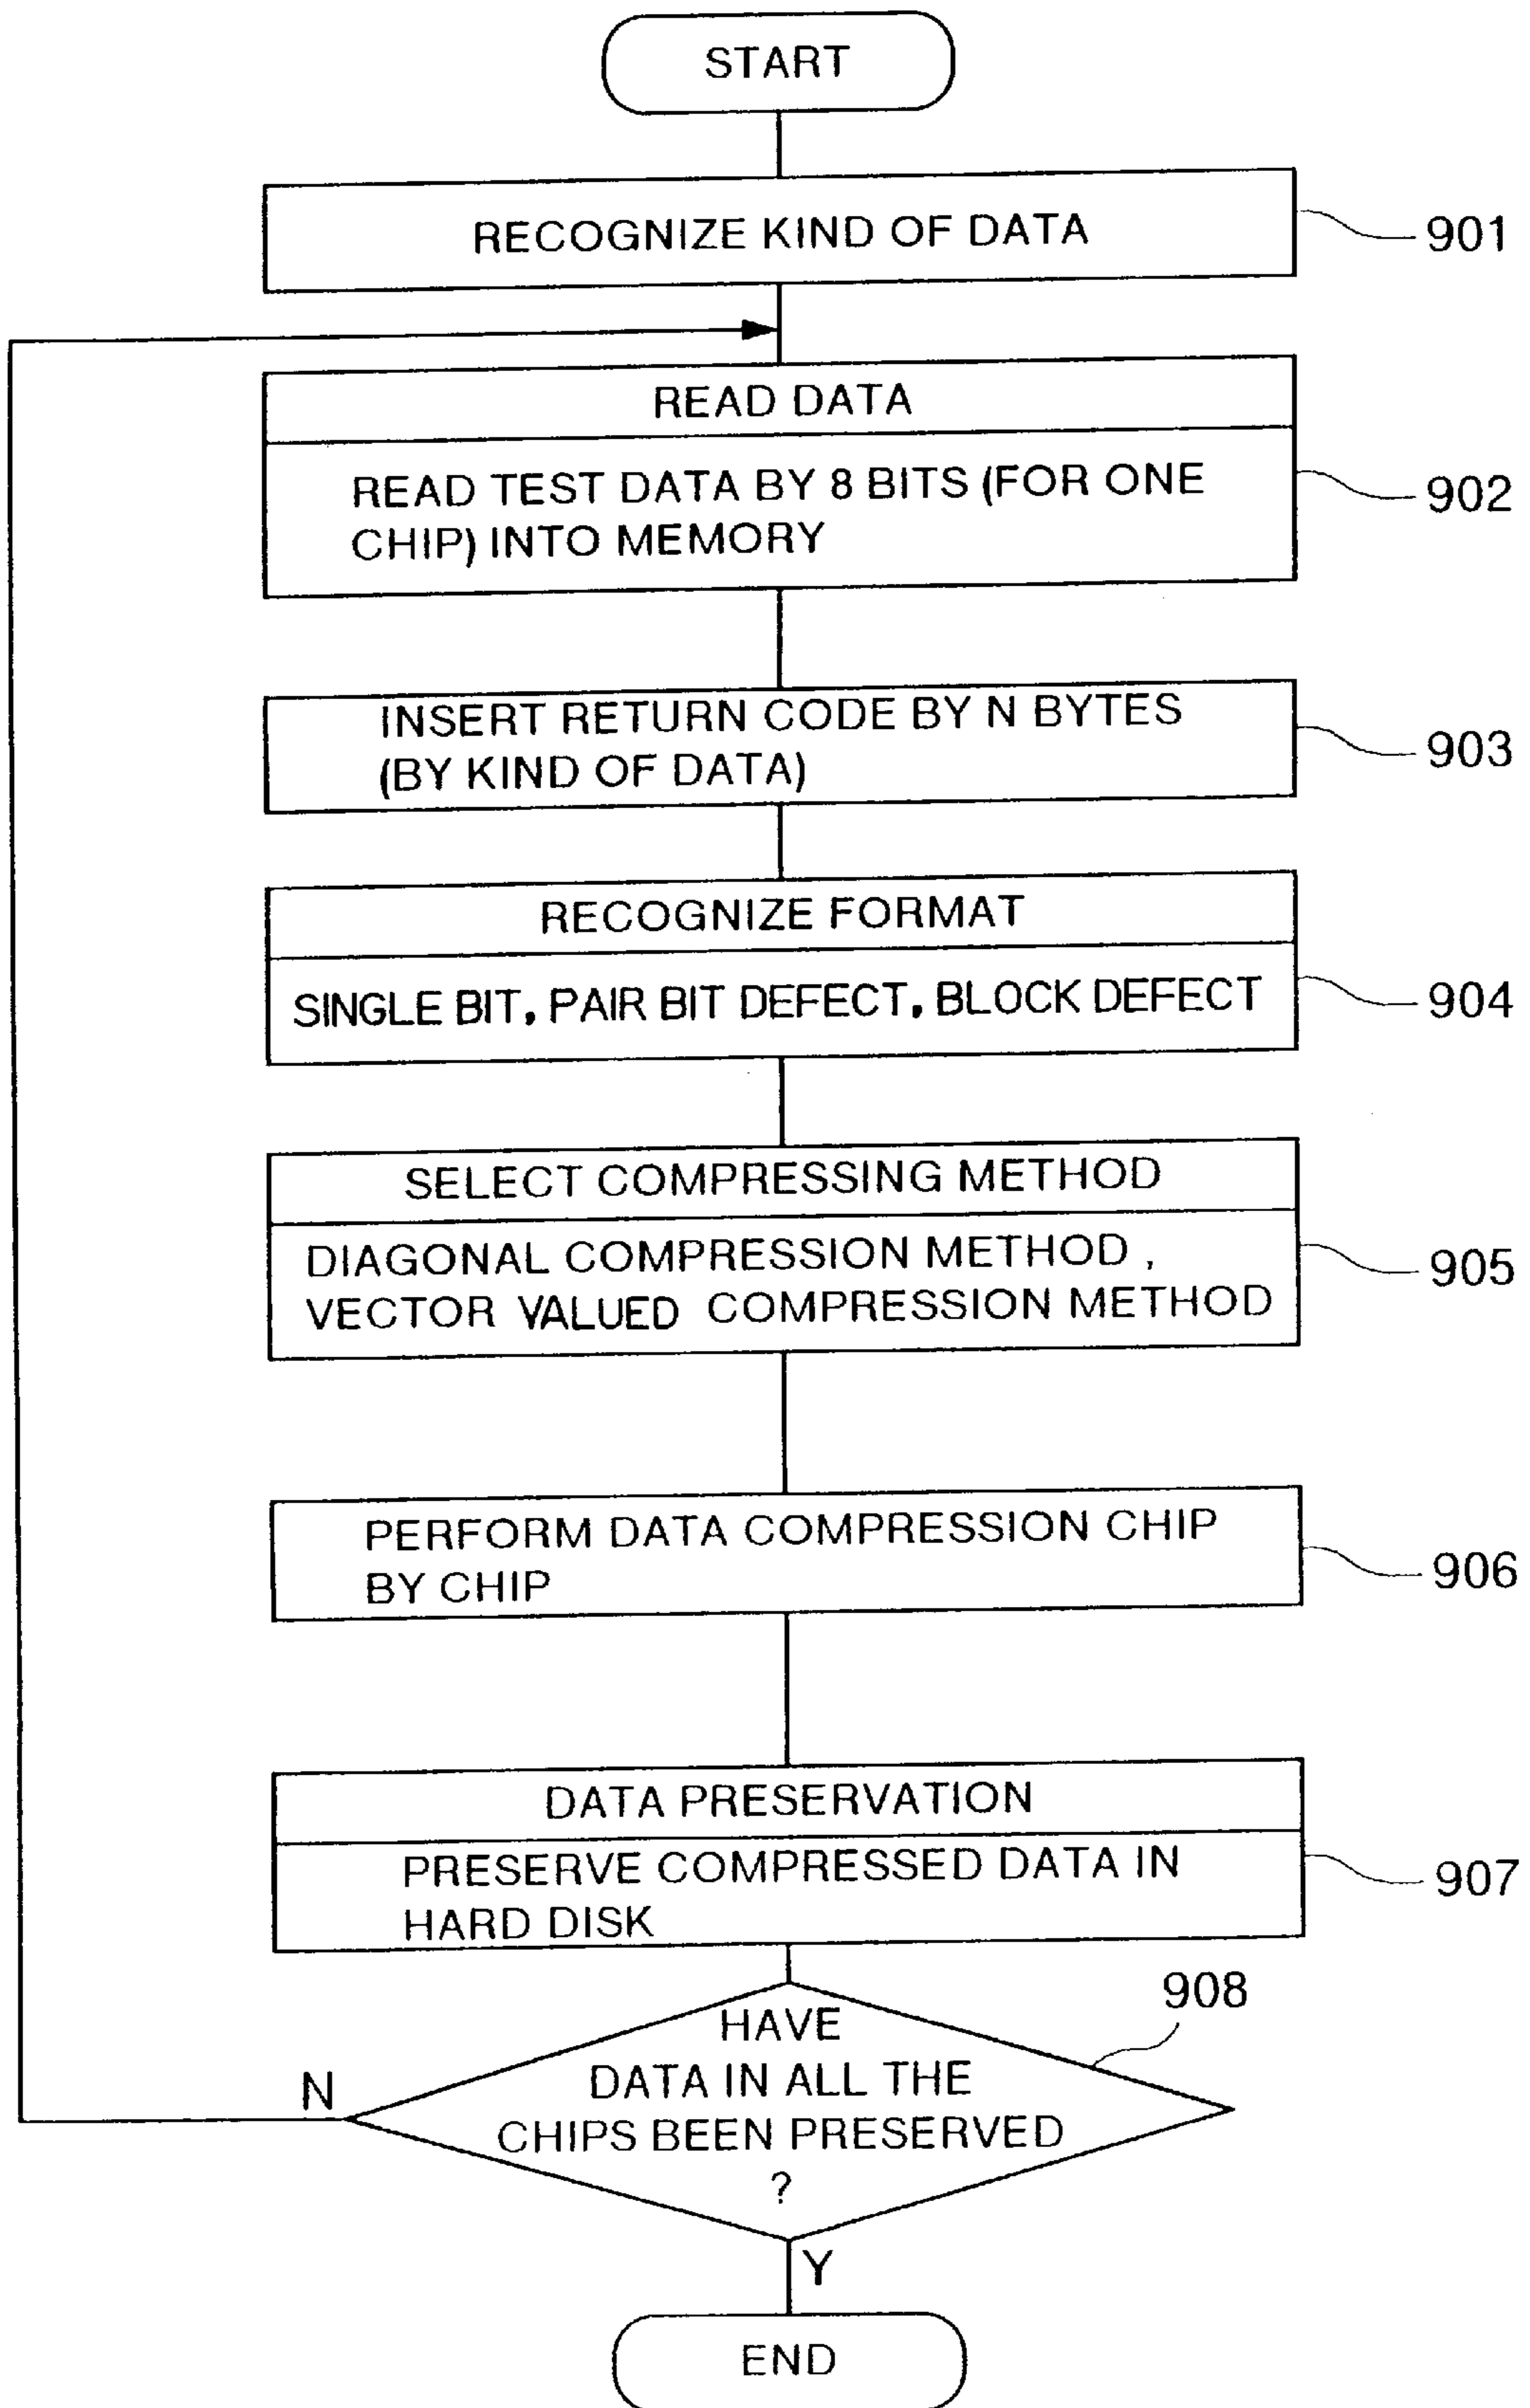 START
RECOGNIZE KIND OF DATA
901
READ DATA
READ TEST DATA BY 8 BITS (FOR ONE
CHIP) INTO MEMORY
902
INSERT RETURN CODE BY N BYTES
(BY KIND OF DATA)
903
RECOGNIZE FORMAT
SINGLE BIT, PAIR BIT DEFECT, BLOCK DEFECT
904
SELECT COMPRESSING METHOD
DIAGONAL COMPRESSION METHOD ,
VECTOR VALUED COMPRESSION METHOD
905
PERFORM DATA COMPRESSION CHIP
BY CHIP
906
DATA PRESERVATION
PRESERVE COMPRESSED DATA IN
HARD DISK
907
908
HAVE
DATA IN ALL THE
CHIPS BEEN PRESERVED
?
N
Y
END